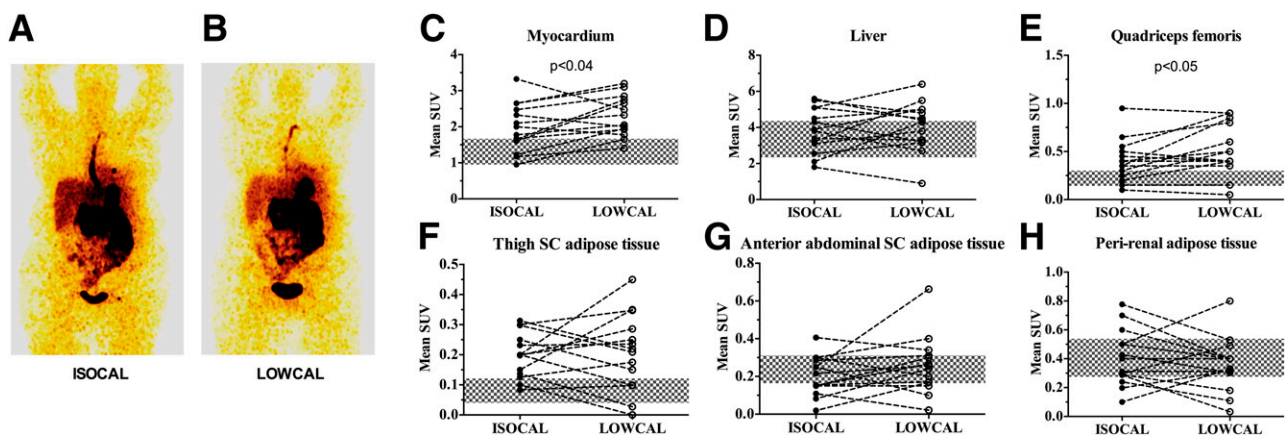 A
B
ISOCAL
LOWCAL
C
Myocardium
p<0.04
Mean SUV
4
3
2
1
0
ISOCAL
LOWCAL
D
Liver
Mean SUV
8
6
4
2
0
ISOCAL
LOWCAL
E
Quadriceps femoris
p<0.05
Mean SUV
1.5
1.0
0.5
0.0
ISOCAL
LOWCAL
F
Thigh SC adipose tissue
Mean SUV
0.5
0.4
0.3
0.2
0.1
0.0
ISOCAL
LOWCAL
G
Anterior abdominal SC adipose tissue
Mean SUV
0.8
0.6
0.4
0.2
0.0
ISOCAL
LOWCAL
H
Peri-renal adipose tissue
Mean SUV
1.0
0.8
0.6
0.4
0.2
0.0
ISOCAL
LOWCAL